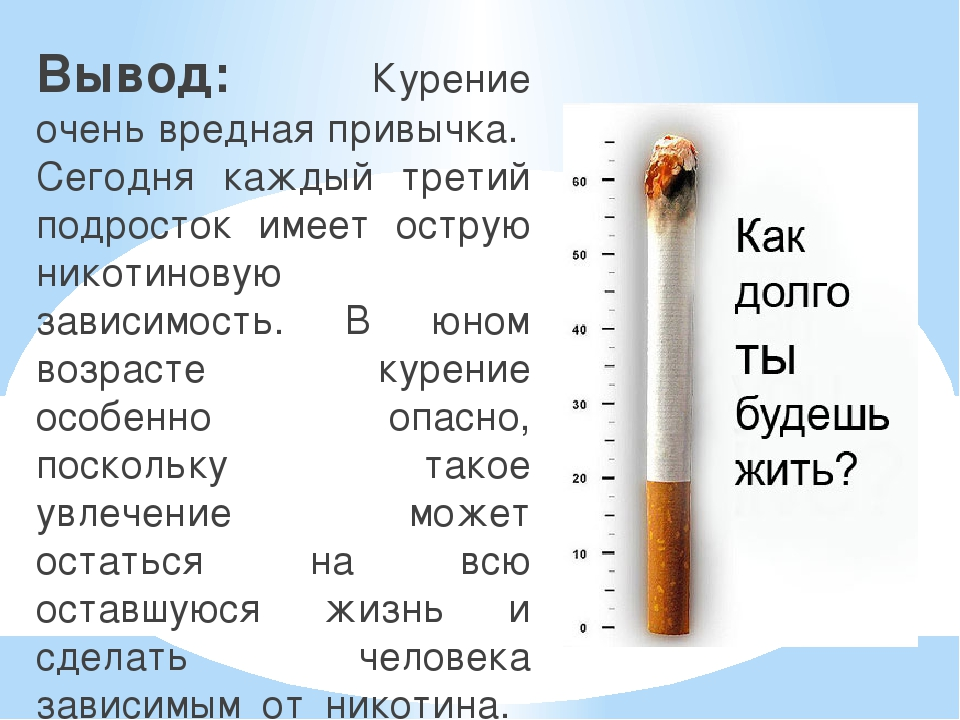 Вывод: Курение
очень вредная привычка.
Сегодня каждый третий
подросток имеет острую
никотиновую
зависимость. В юном
возрасте курение
особенно опасно,
поскольку такое
увлечение может
остаться на всю
оставшуюся жизнь и
сделать человека
зависимым от никотина.
60
50
40
30
20
10
0
Как
долго
ты
будешь
жить?